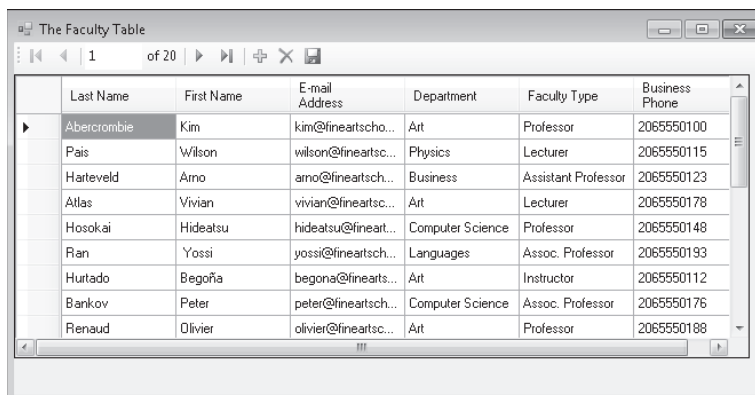 The Faculty Table
1 of 20
Last Name First Name E-mail Address Department Faculty Type Business Phone
Abercrombie Kim kim@fineartscho... Art Professor 2065550100
Pais Wilson wilson@fineartsc... Physics Lecturer 2065550115
Harteveld Arno arno@fineartsch... Business Assistant Professor 2065550123
Atlas Vivian vivian@fineartsc... Art Lecturer 2065550178
Hosokai Hideatsu hideatsu@fineart... Computer Science Professor 2065550148
Ran Yossi yossi@fineartsch... Languages Assoc. Professor 2065550193
Hurtado Begoña begona@finearts... Art Instructor 2065550112
Bankov Peter peter@fineartsch... Computer Science Assoc. Professor 2065550176
Renaud Olivier olivier@fineartsc... Art Professor 2065550188